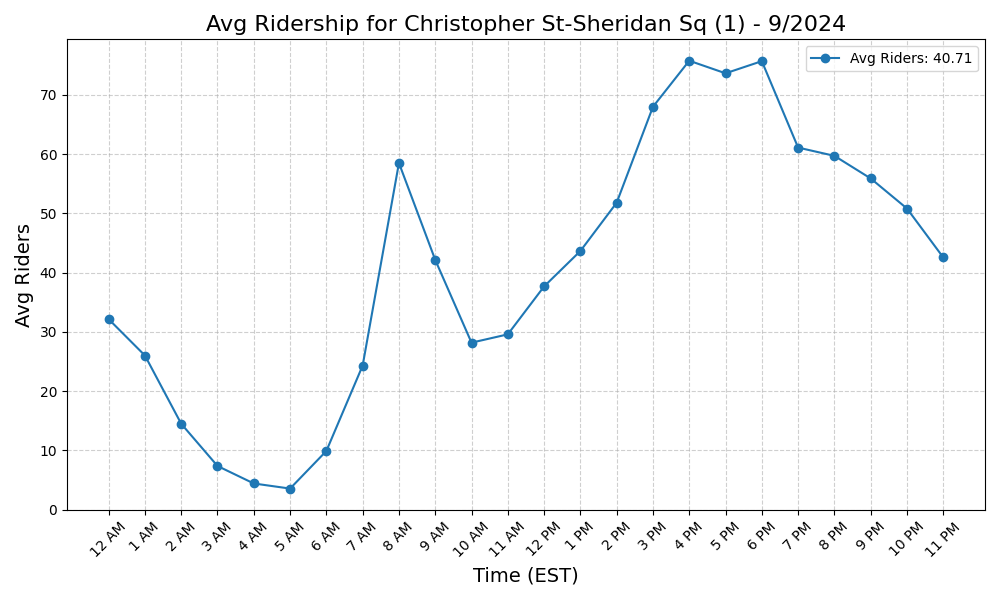 Avg Ridership for Christopher St-Sheridan Sq (1) - 9/2024
Avg Riders: 40.71
Avg Riders
70
60
50
40
30
20
10
0
12 AM
1 AM
2 AM
3 AM
4 AM
5 AM
6 AM
7 AM
8 AM
9 AM
10 AM
11 AM
12 PM
1 PM
2 PM
3 PM
4 PM
5 PM
6 PM
7 PM
8 PM
9 PM
10 PM
11 PM
Time (EST)